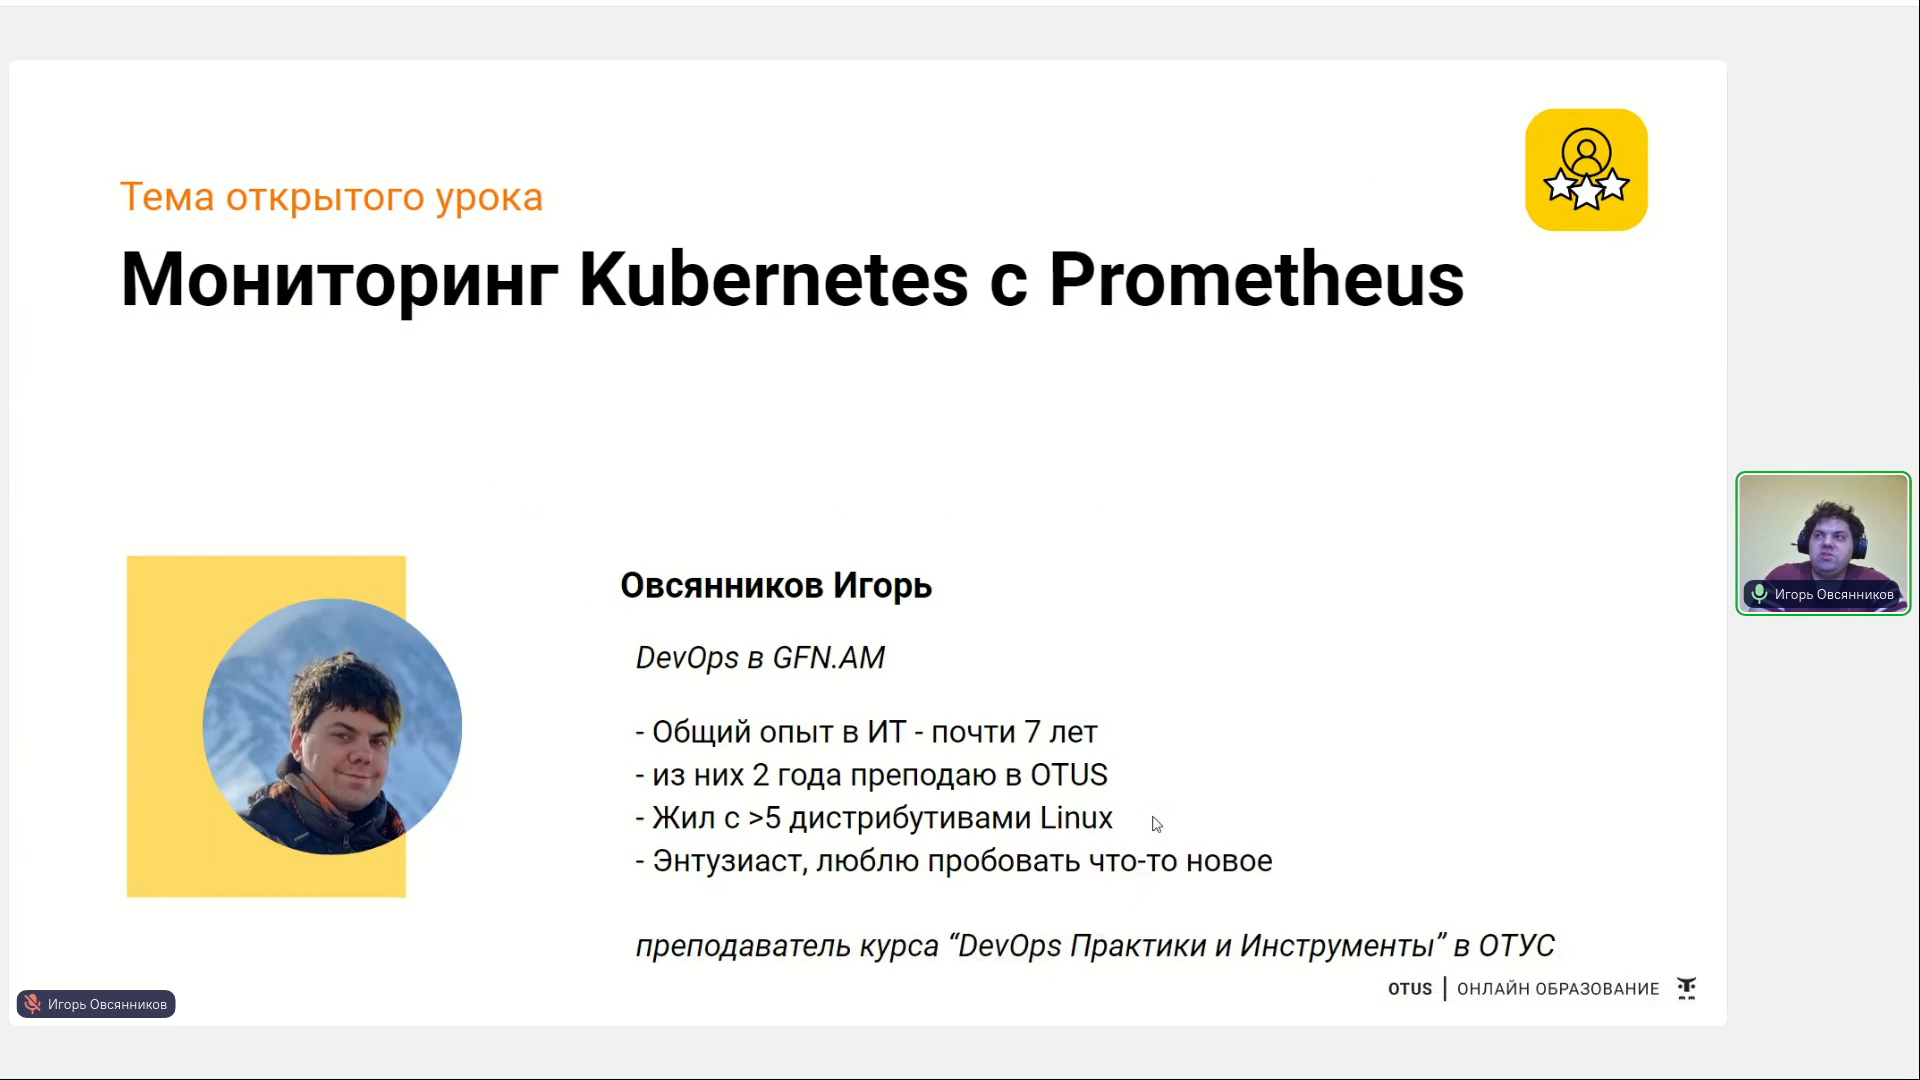 Тема открытого урока
Мониторинг Kubernetes с Prometheus
Овсянников Игорь
DevOps в GFN.AM
- Общий опыт в ИТ - почти 7 лет
- из них 2 года преподаю в OTUS
- Жил с >5 дистрибутивами Linux
- Энтузиаст, люблю пробовать что-то новое
преподаватель курса “DevOps Практики и Инструменты” в ОТУС
OTUS | ОНЛАЙН ОБРАЗОВАНИЕ
Игорь Овсянников
Игорь Овсянников